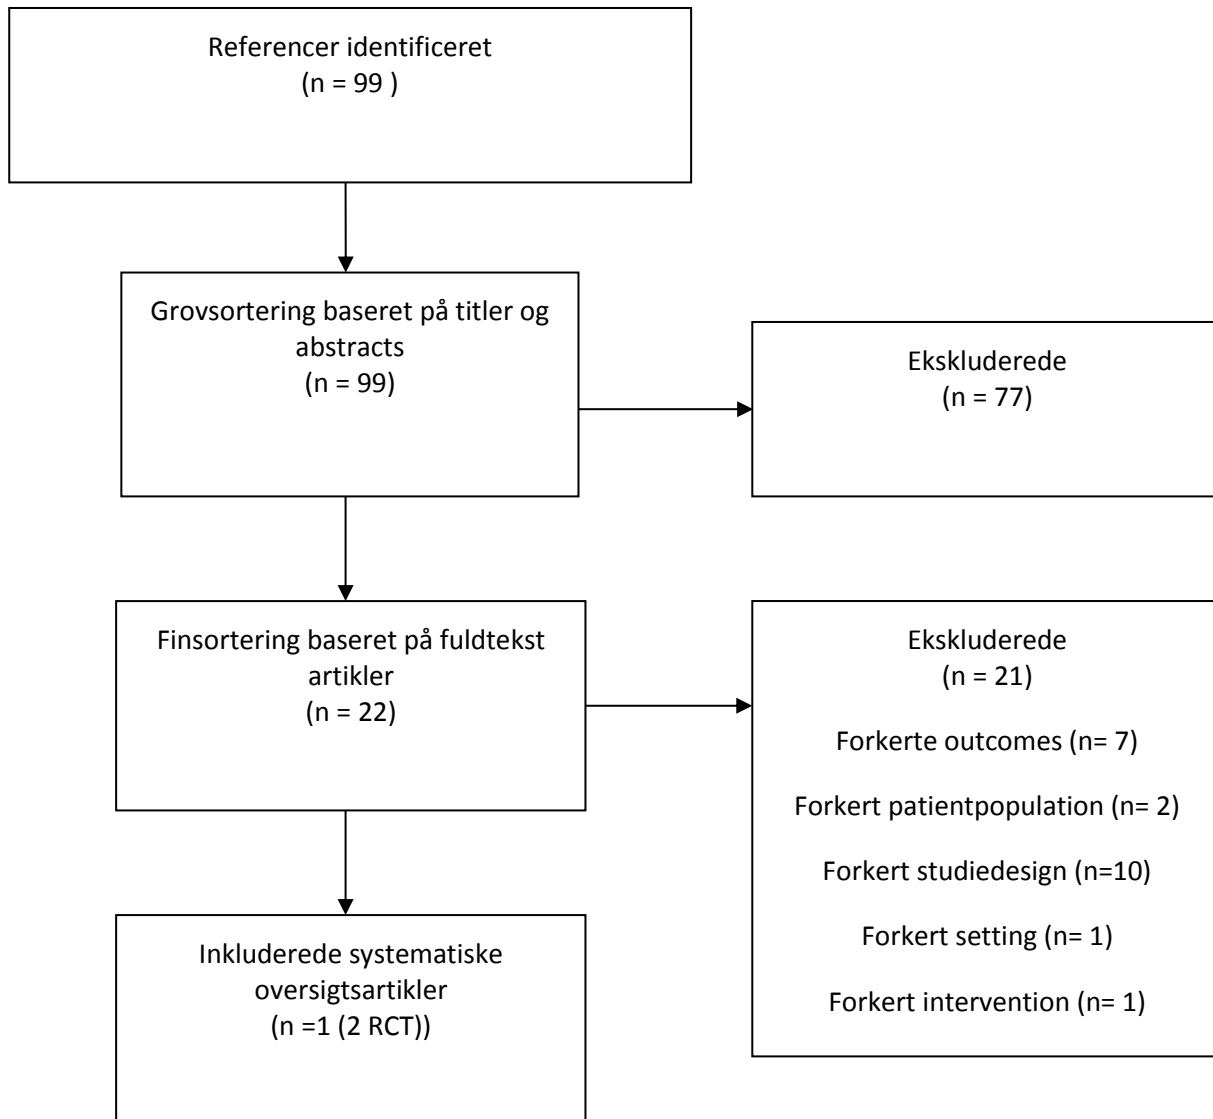 Referencer identificeret
(n = 99 )
Grovsortering baseret på titler og
abstracts
(n = 99)
Ekskluderede
(n = 77)
Finsortering baseret på fuldtekst
artikler
(n = 22)
Ekskluderede
(n = 21)
Forkerte outcomes (n= 7)
Forkert patientpopulation (n= 2)
Forkert studiedesign (n=10)
Forkert setting (n= 1)
Forkert intervention (n= 1)
Inkluderede systematiske
oversigtsartikler
(n =1 (2 RCT))